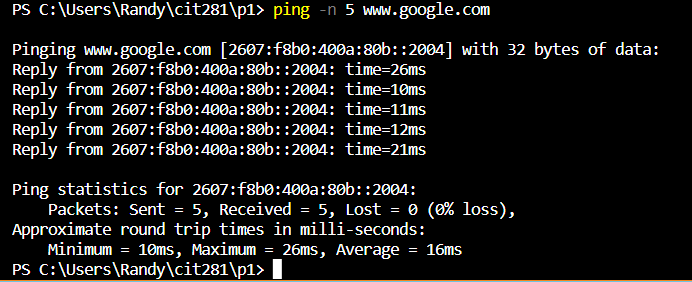 PS C:\Users\Randy\cit281\p1> ping -n 5 www.google.com
Pinging www.google.com [2607:f8b0:400a:80b::2004] with 32 bytes of data:
Reply from 2607:f8b0:400a:80b::2004: time=26ms
Reply from 2607:f8b0:400a:80b::2004: time=10ms
Reply from 2607:f8b0:400a:80b::2004: time=11ms
Reply from 2607:f8b0:400a:80b::2004: time=12ms
Reply from 2607:f8b0:400a:80b::2004: time=21ms
Ping statistics for 2607:f8b0:400a:80b::2004:
    Packets: Sent = 5, Received = 5, Lost = 0 (0% loss),
Approximate round trip times in milli-seconds:
    Minimum = 10ms, Maximum = 26ms, Average = 16ms
PS C:\Users\Randy\cit281\p1>